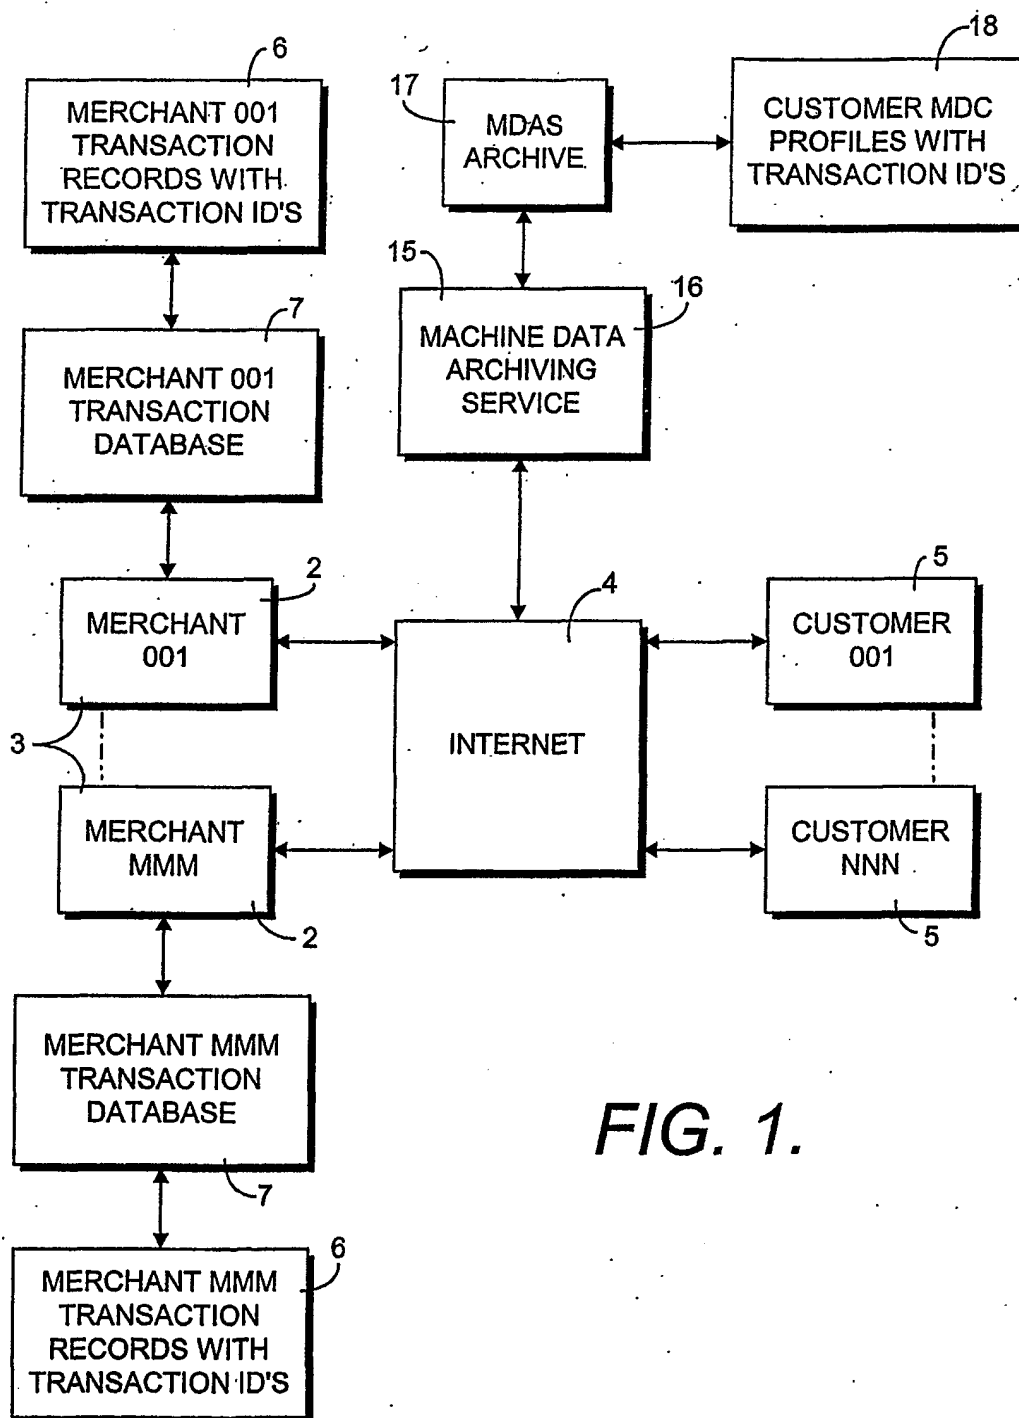 6
MERCHANT 001
TRANSACTION
RECORDS WITH
TRANSACTION ID'S
17
MDAS
ARCHIVE
18
CUSTOMER MDC
PROFILES WITH
TRANSACTION ID'S
7
MERCHANT 001
TRANSACTION
DATABASE
15
16
MACHINE DATA
ARCHIVING
SERVICE
2
MERCHANT
001
4
INTERNET
5
CUSTOMER
001
3
MERCHANT
MMM
2
CUSTOMER
NNN
5
MERCHANT MMM
TRANSACTION
DATABASE
7
6
MERCHANT MMM
TRANSACTION
RECORDS WITH
TRANSACTION ID'S
FIG. 1.